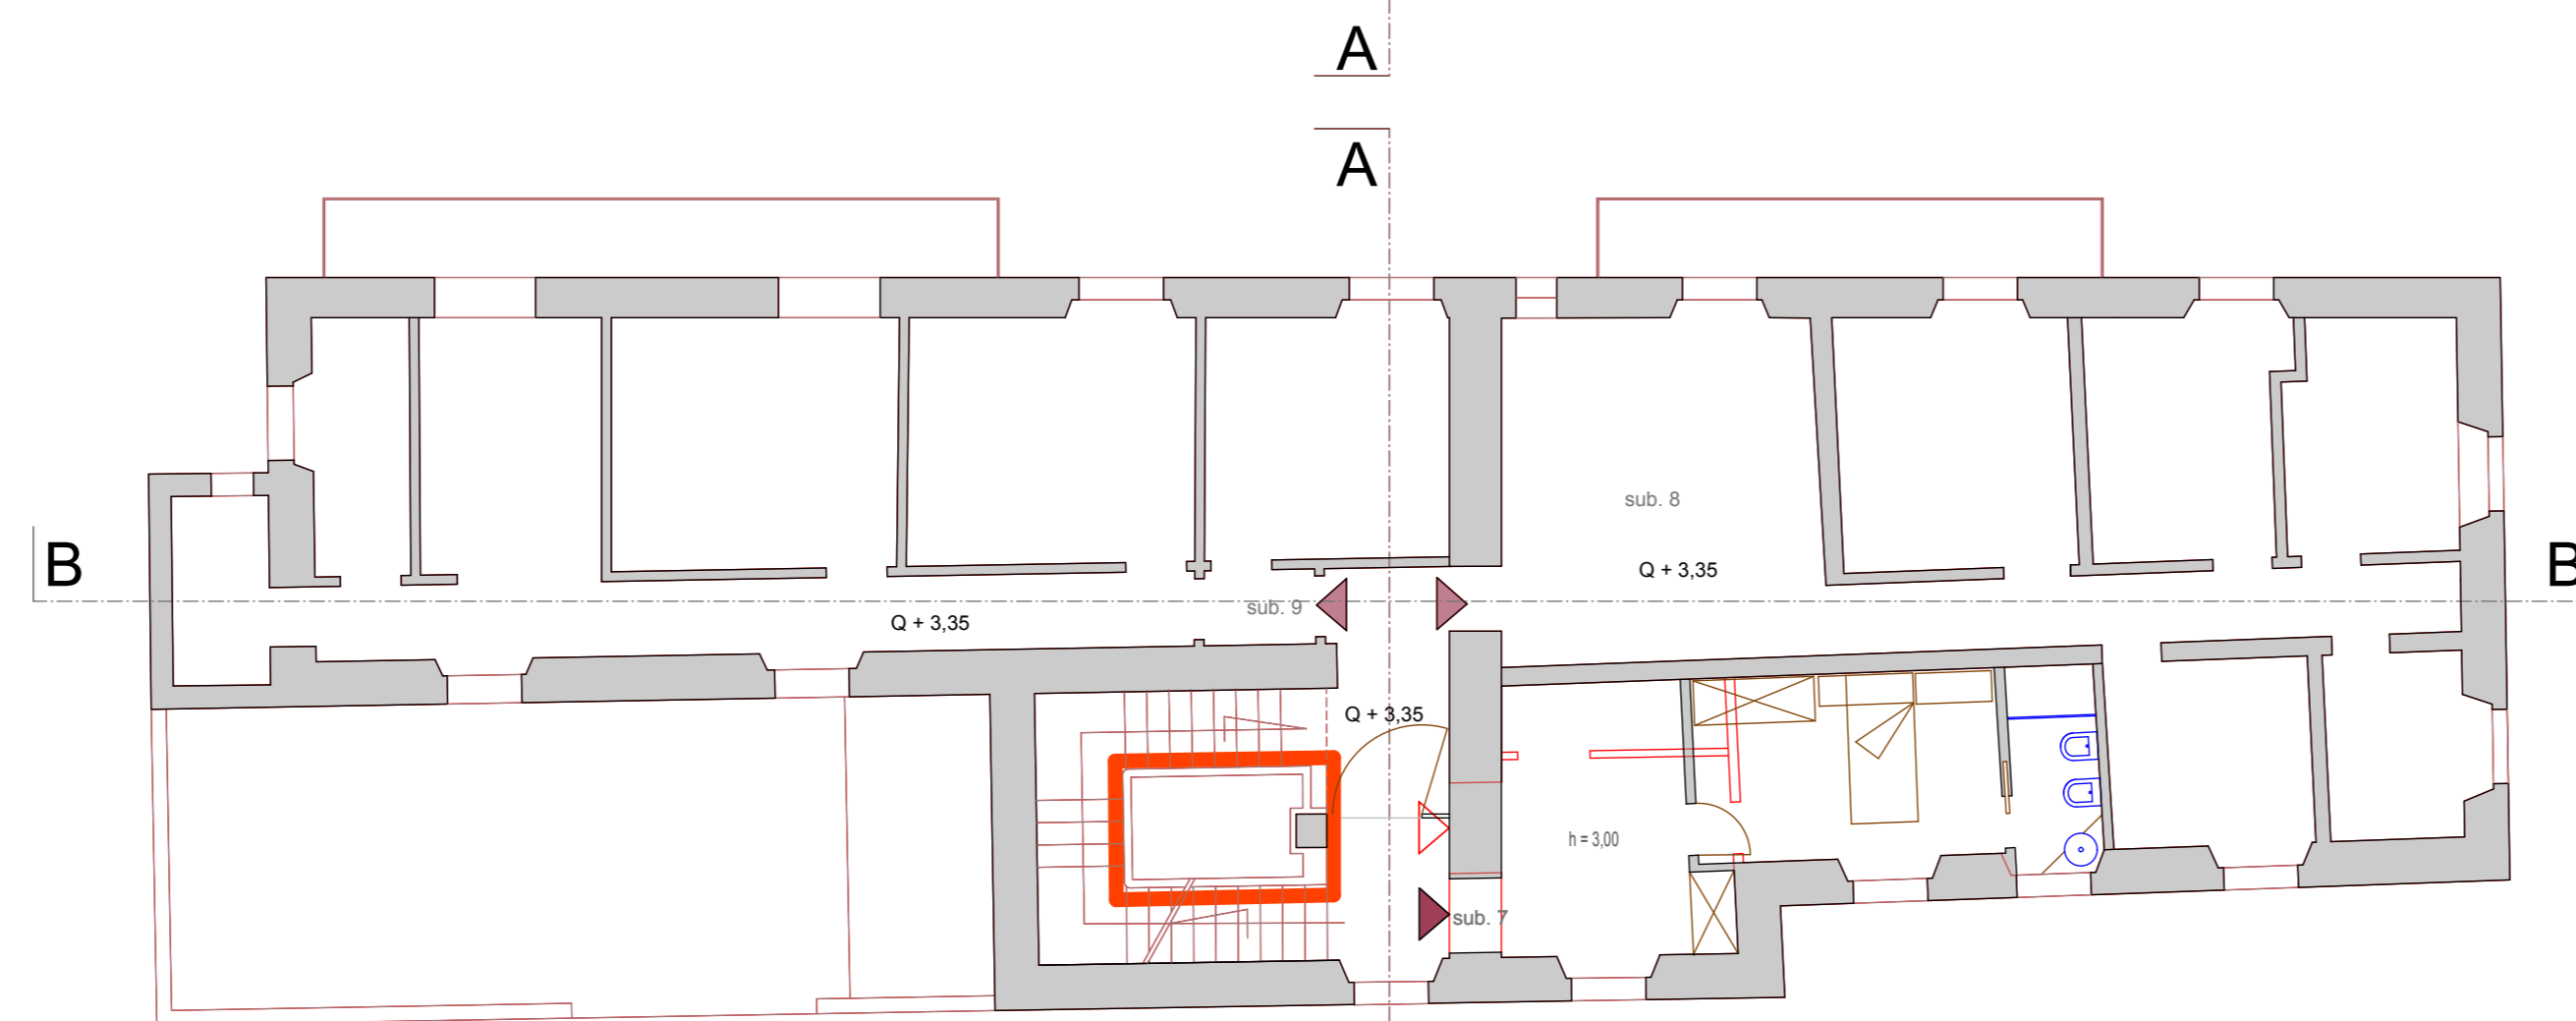 A
A
sub. 8
B
B
Q + 3,35
sub. 9
Q + 3,35
Q + 3,35
h = 3,00
sub. 7